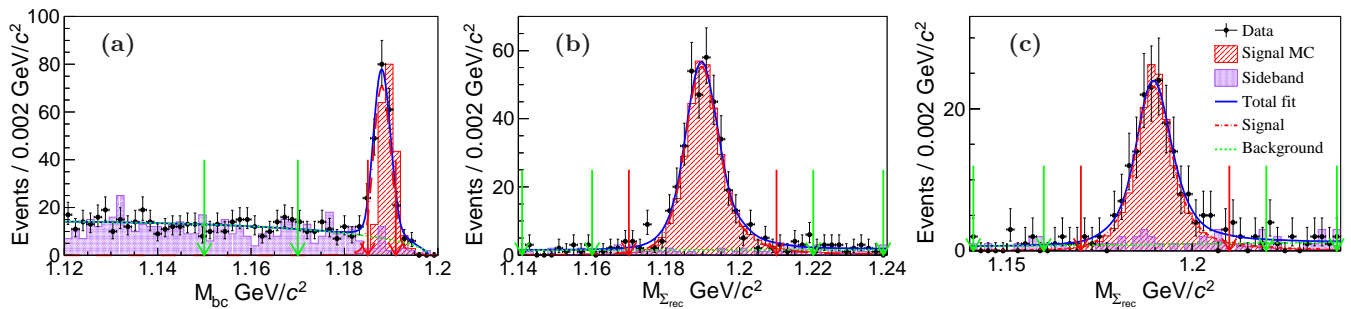 (a)
Events / 0.002 GeV/c²
100
80
60
40
20
0
1.12 1.14 1.16 1.18 1.2
M_bc GeV/c²
(b)
Events / 0.002 GeV/c²
60
40
20
0
1.14 1.16 1.18 1.20 1.22 1.24
M_Σrec GeV/c²
(c)
Events / 0.002 GeV/c²
20
0
1.15 1.2
M_Σrec GeV/c²
Data
Signal MC
Sideband
Total fit
Signal
Background